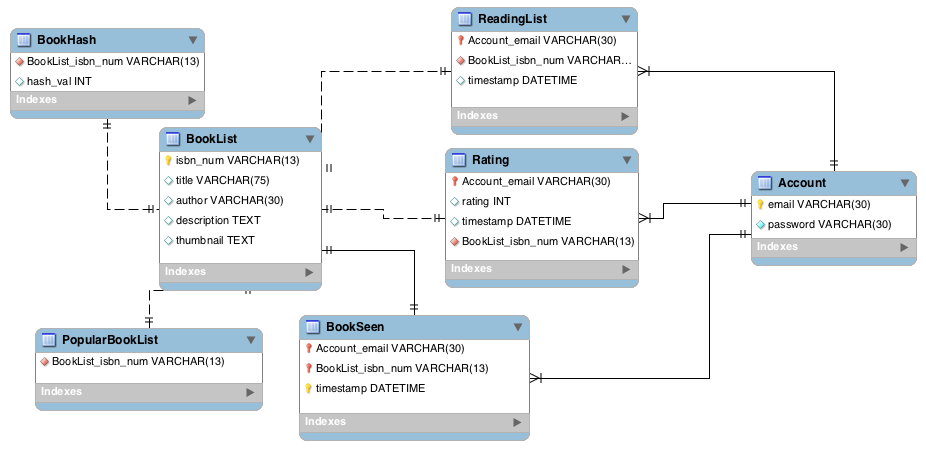 BookHash
BookList_isbn_num VARCHAR(13)
hash_val INT
Indexes
BookList
isbn_num VARCHAR(13)
title VARCHAR(75)
author VARCHAR(30)
description TEXT
thumbnail TEXT
Indexes
PopularBookList
BookList_isbn_num VARCHAR(13)
Indexes
ReadingList
Account_email VARCHAR(30)
BookList_isbn_num VARCHAR...
timestamp DATETIME
Indexes
Rating
Account_email VARCHAR(30)
rating INT
timestamp DATETIME
BookList_isbn_num VARCHAR(13)
Indexes
BookSeen
Account_email VARCHAR(30)
BookList_isbn_num VARCHAR(13)
timestamp DATETIME
Indexes
Account
email VARCHAR(30)
password VARCHAR(30)
Indexes